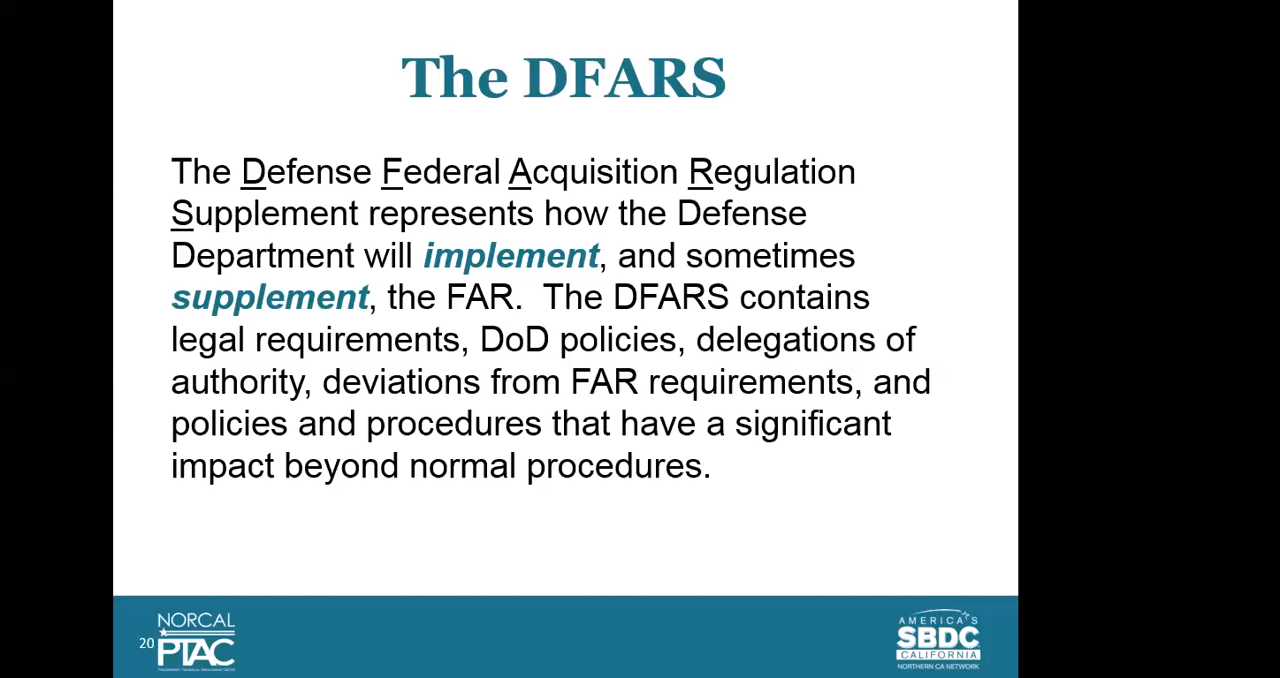 The DFARS
The Defense Federal Acquisition Regulation
Supplement represents how the Defense
Department will implement, and sometimes
supplement, the FAR.  The DFARS contains
legal requirements, DoD policies, delegations of
authority, deviations from FAR requirements, and
policies and procedures that have a significant
impact beyond normal procedures.
20
NORCAL
PTAC
AMERICA'S
SBDC
CALIFORNIA
NORTHERN CA NETWORK